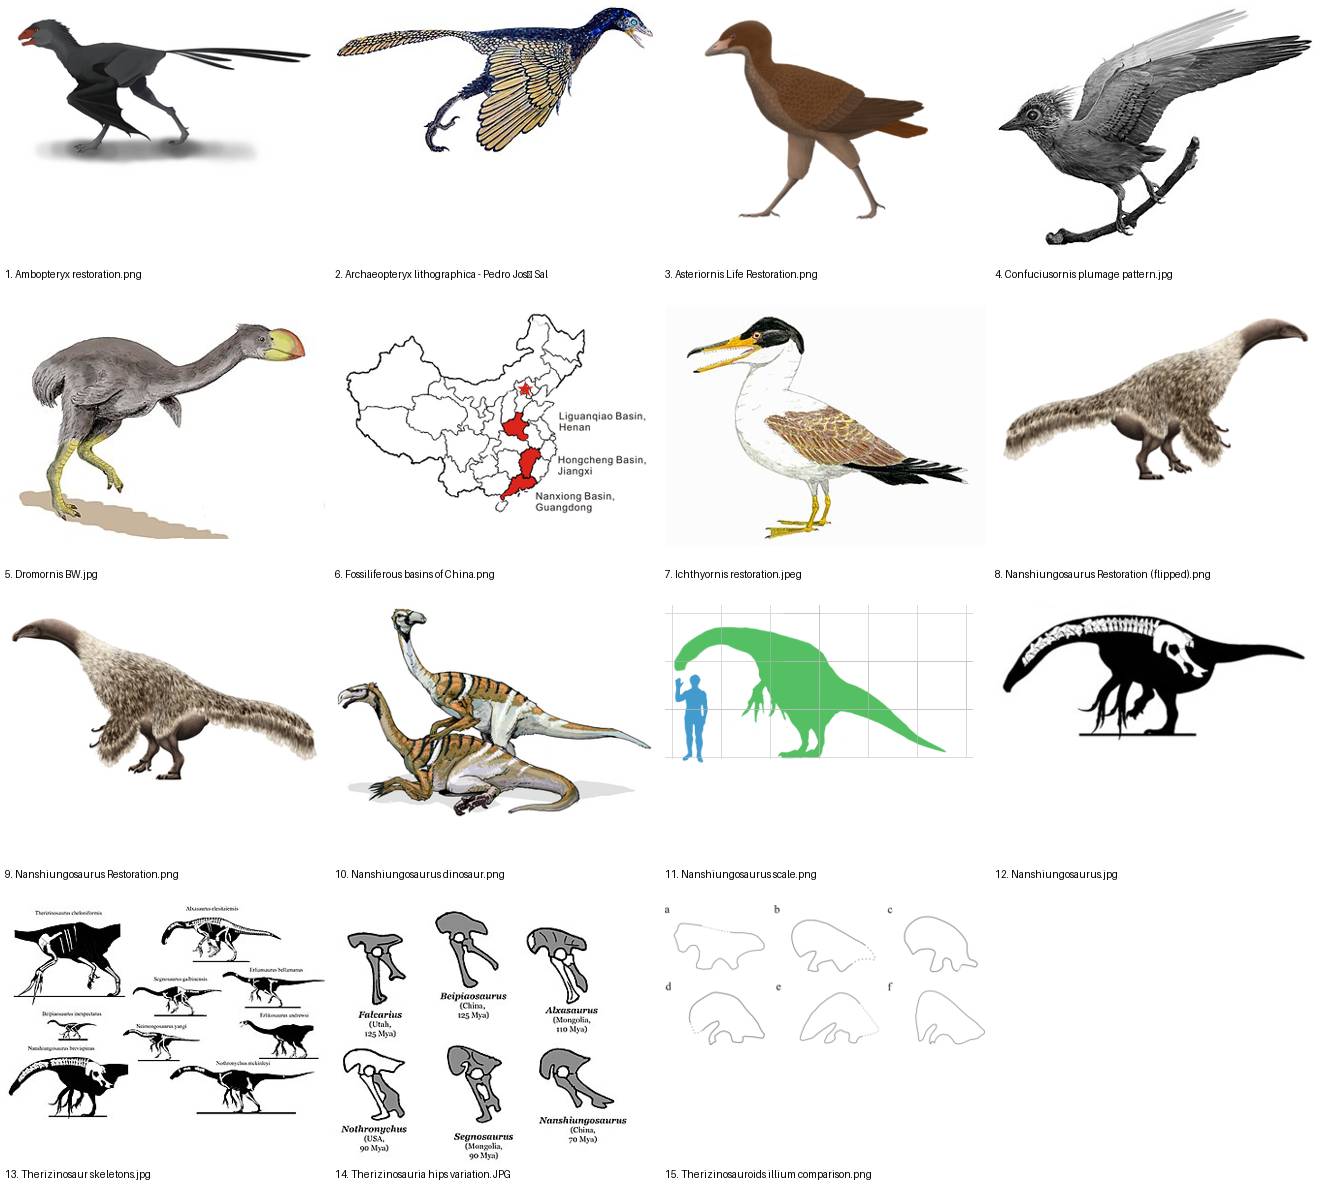 1. Ambopteryx restoration.png
2. Archaeopteryx lithographica - Pedro Jos Sal
3. Asteriornis Life Restoration.png
4. Confuciusornis plumage pattern.jpg
Liguanqiao Basin,
Henan
Hongcheng Basin,
Jiangxi
Nanxiong Basin,
Guangdong
5. Dromornis BW.jpg
6. Fossiliferous basins of China.png
7. Ichthyornis restoration.jpeg
8. Nanshiungosaurus Restoration (flipped).png
9. Nanshiungosaurus Restoration.png
10. Nanshiungosaurus dinosaur.png
11. Nanshiungosaurus scale.png
12. Nanshiungosaurus.jpg
Therizinosaurus cheloniformis
Alxasaurus elesitaiensis
Segnosaurus galbinensis
Erliansaurus bellamanus
Beipiaosaurus inexpectatus
Neimongosaurus yangi
Erlikosaurus andrewsi
Nanshiungosaurus brevispinus
Nothronychus mckinleyi
Falcarius
(Utah,
125 Mya)
Beipiaosaurus
(China,
125 Mya)
Alxasaurus
(Mongolia,
110 Mya)
Nothronychus
(USA,
90 Mya)
Segnosaurus
(Mongolia,
90 Mya)
Nanshiungosaurus
(China,
70 Mya)
a
b
c
d
e
f
13. Therizinosaur skeletons.jpg
14. Therizinosauria hips variation.JPG
15. Therizinosauroids illium comparison.png